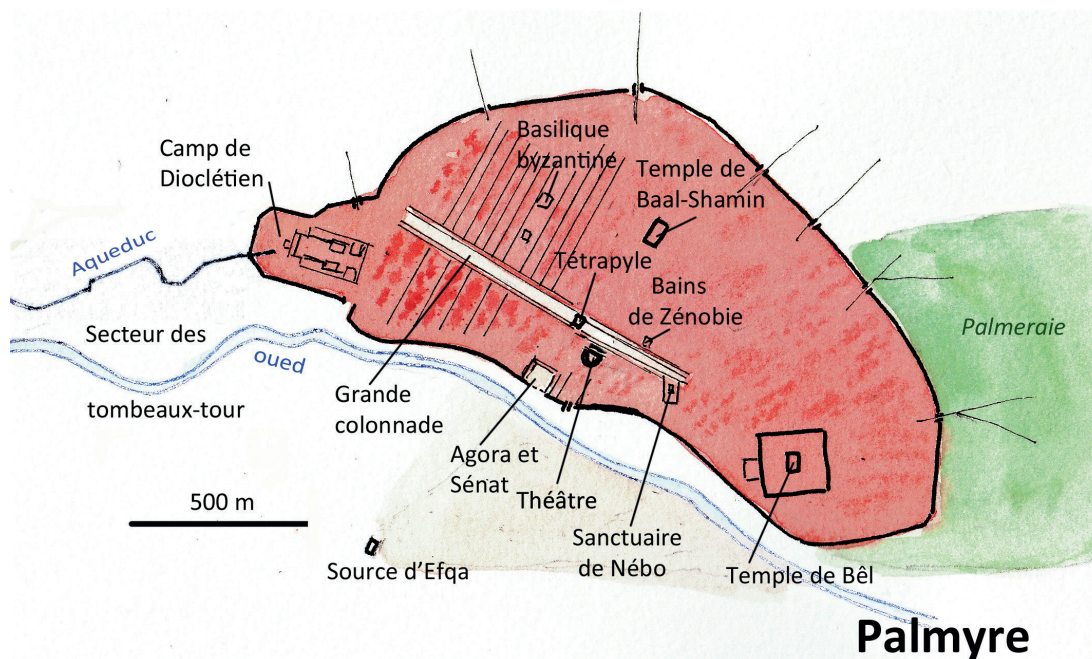 Basilique
byzantine
Camp de
Dioclétien
Temple de
Baal-Shamin
Aqueduc
Tétrapyle
Bains
de Zénobie
Palmeraie
Secteur des
oued
tombeaux-tour
Grande
colonnade
Agora et
Sénat
Théâtre
500 m
Sanctuaire
de Nébo
Source d'Efqa
Temple de Bêl
Palmyre